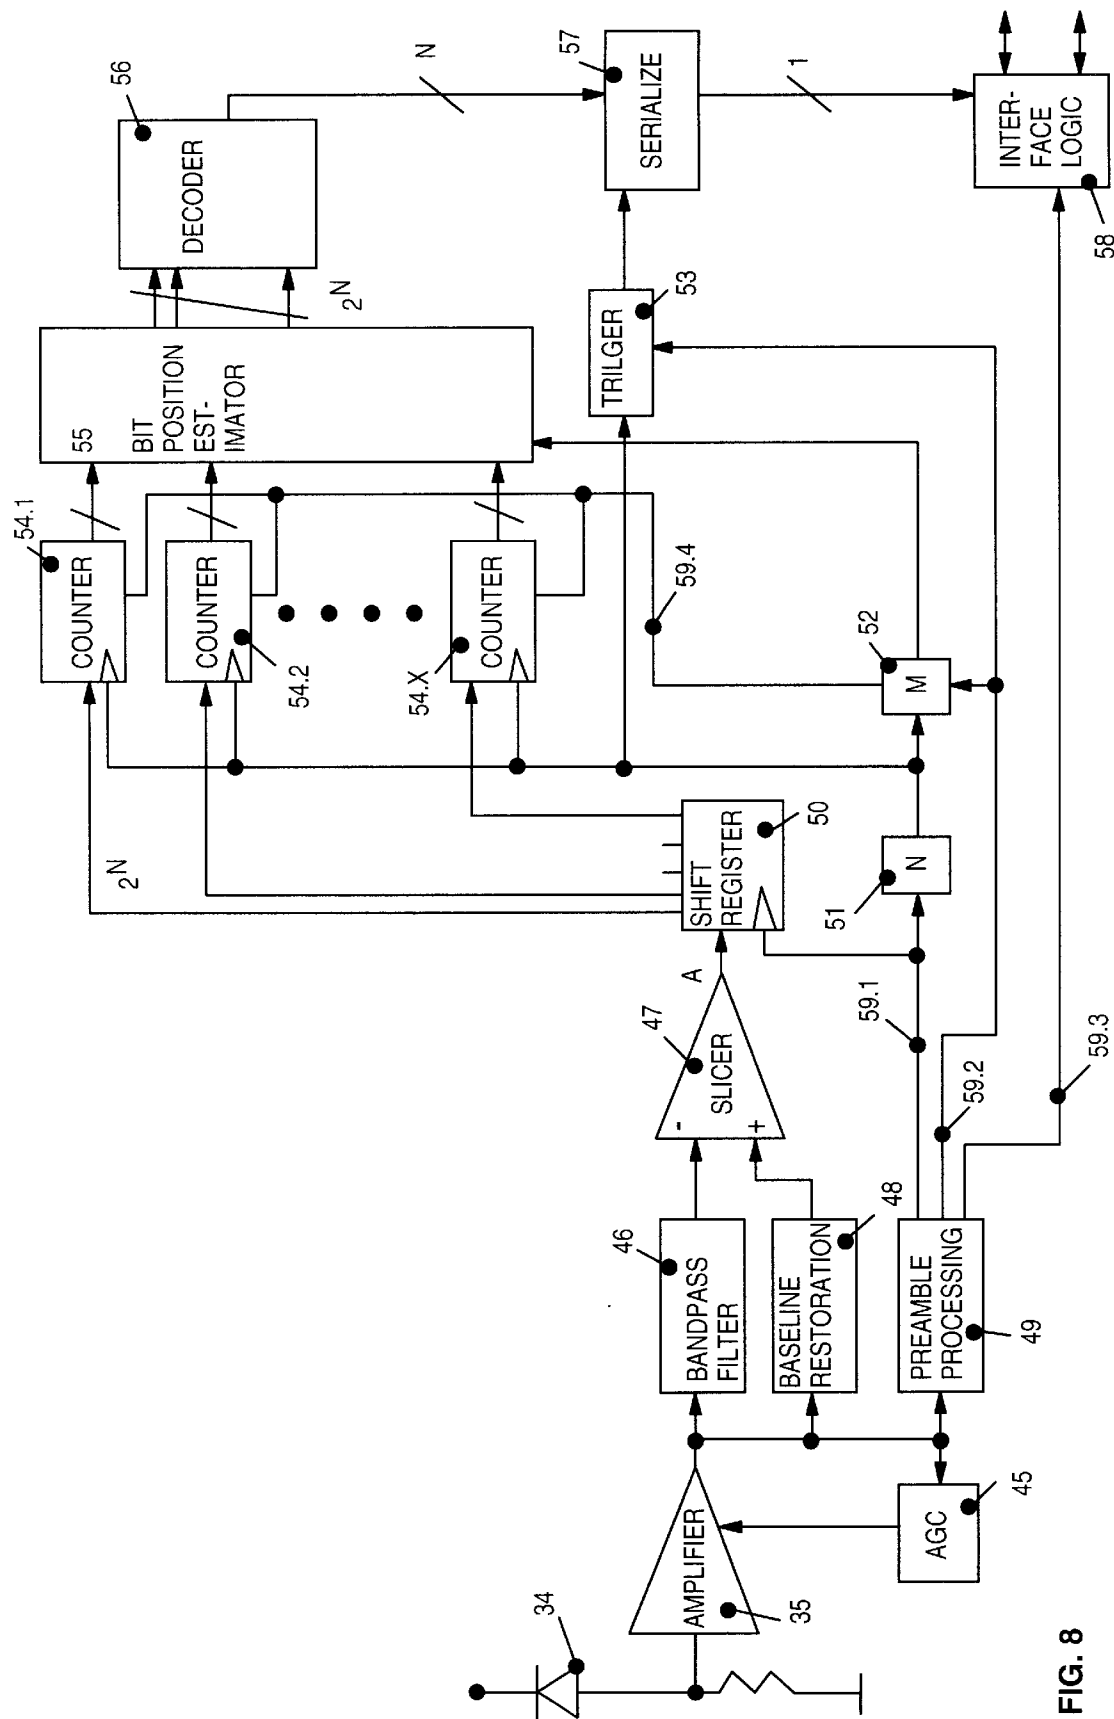 34
AMPLIFIER
35
AGC
45
BANDPASS
FILTER
46
BASELINE
RESTORATION
48
PREAMBLE
PROCESSING
49
-
+
SLICER
47
A
59.1
59.2
59.3
SHIFT
REGISTER
50
2^N
N
51
M
52
59.4
COUNTER
54.1
COUNTER
54.2
COUNTER
54.X
55
BIT
POSITION
EST-
IMATOR
TRILGER
53
2^N
DECODER
56
N
SERIALIZE
57
1
INTER-
FACE
LOGIC
58
FIG. 8